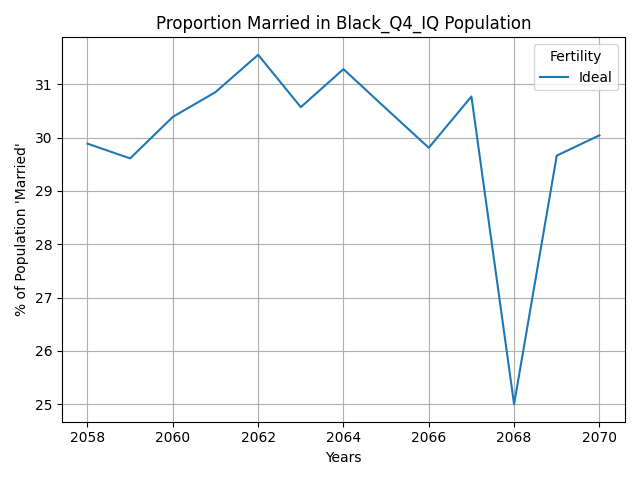 Proportion Married in Black_Q4_IQ Population
Fertility
Ideal
% of Population 'Married'
31
30
29
28
27
26
25
2058 2060 2062 2064 2066 2068 2070
Years